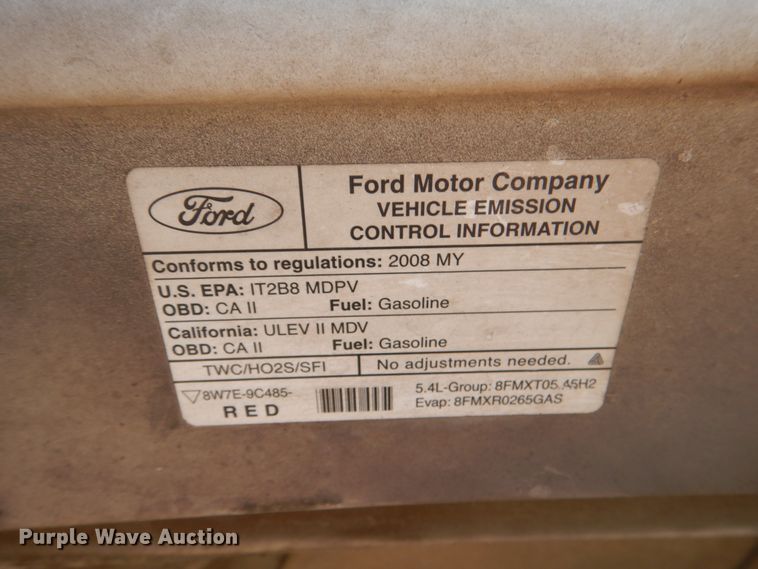 Ford
Ford Motor Company
VEHICLE EMISSION
CONTROL INFORMATION
Conforms to regulations: 2008 MY
U.S. EPA: IT2B8 MDPV
OBD: CA II Fuel: Gasoline
California: ULEV II MDV
OBD: CA II Fuel: Gasoline
TWC/HO2S/SFI No adjustments needed.
8W7E-9C485-
RED
5.4L-Group: 8FMXT05.A5H2
Evap: 8FMXR0265GAS
Purple Wave Auction